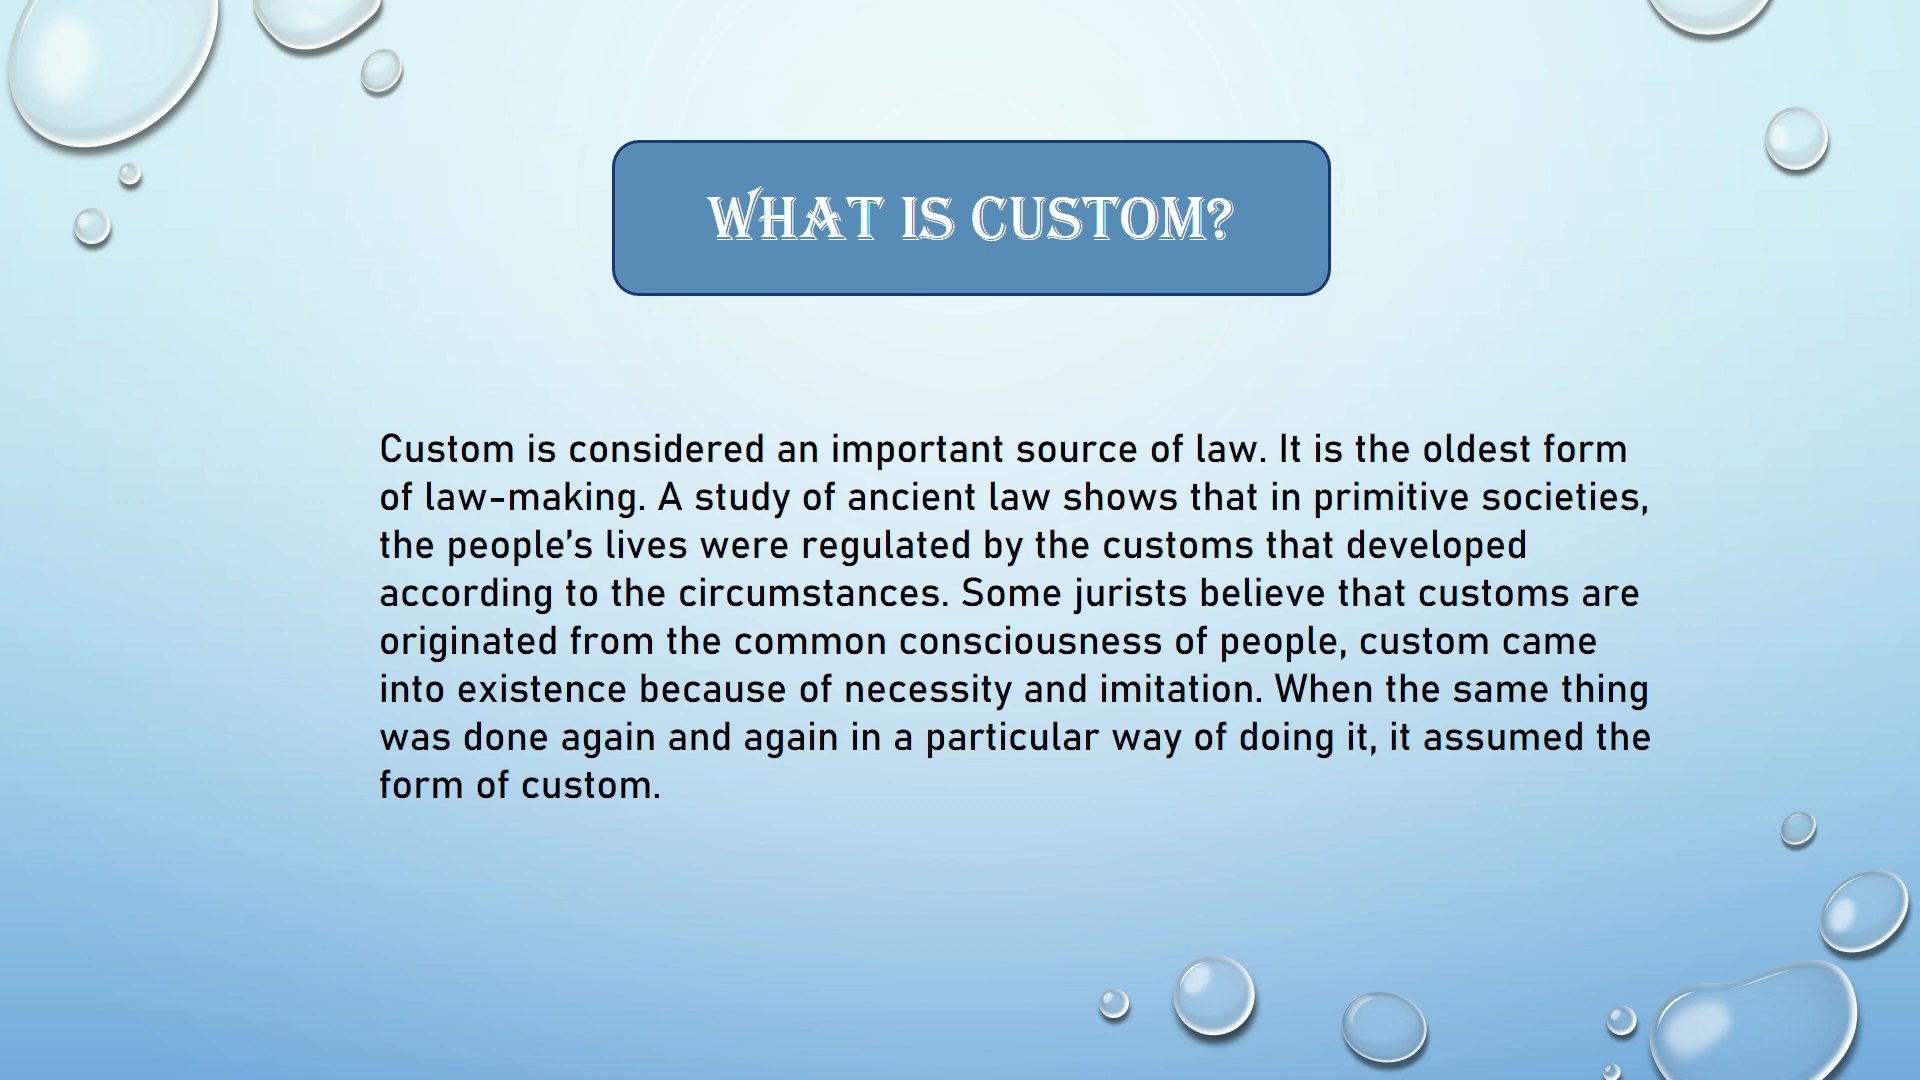 WHAT IS CUSTOM?
Custom is considered an important source of law. It is the oldest form
of law-making. A study of ancient law shows that in primitive societies,
the people’s lives were regulated by the customs that developed
according to the circumstances. Some jurists believe that customs are
originated from the common consciousness of people, custom came
into existence because of necessity and imitation. When the same thing
was done again and again in a particular way of doing it, it assumed the
form of custom.